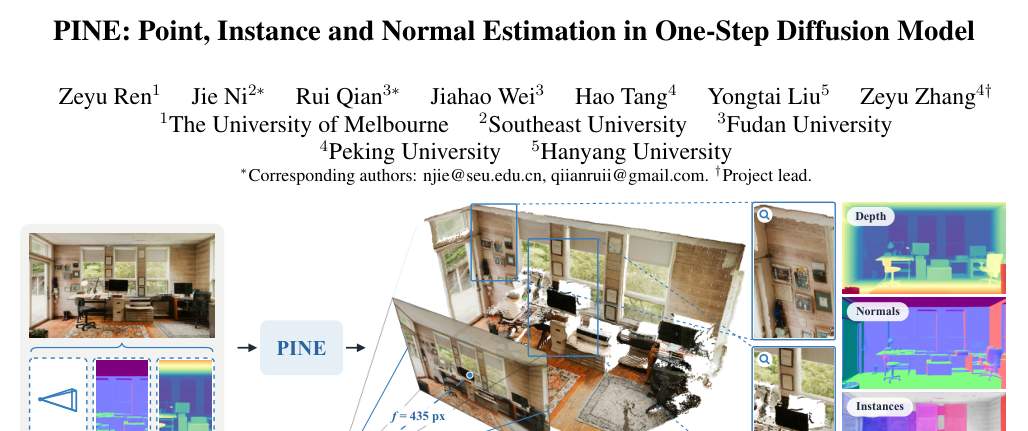 PINE: Point, Instance and Normal Estimation in One-Step Diffusion Model
Zeyu Ren¹ Jie Ni²* Rui Qian³* Jiahao Wei³ Hao Tang⁴ Yongtai Liu⁵ Zeyu Zhang⁴†
¹The University of Melbourne ²Southeast University ³Fudan University
⁴Peking University ⁵Hanyang University
*Corresponding authors: njie@seu.edu.cn, qiianruii@gmail.com. †Project lead.
Depth
Normals
PINE
Instances
f = 435 px